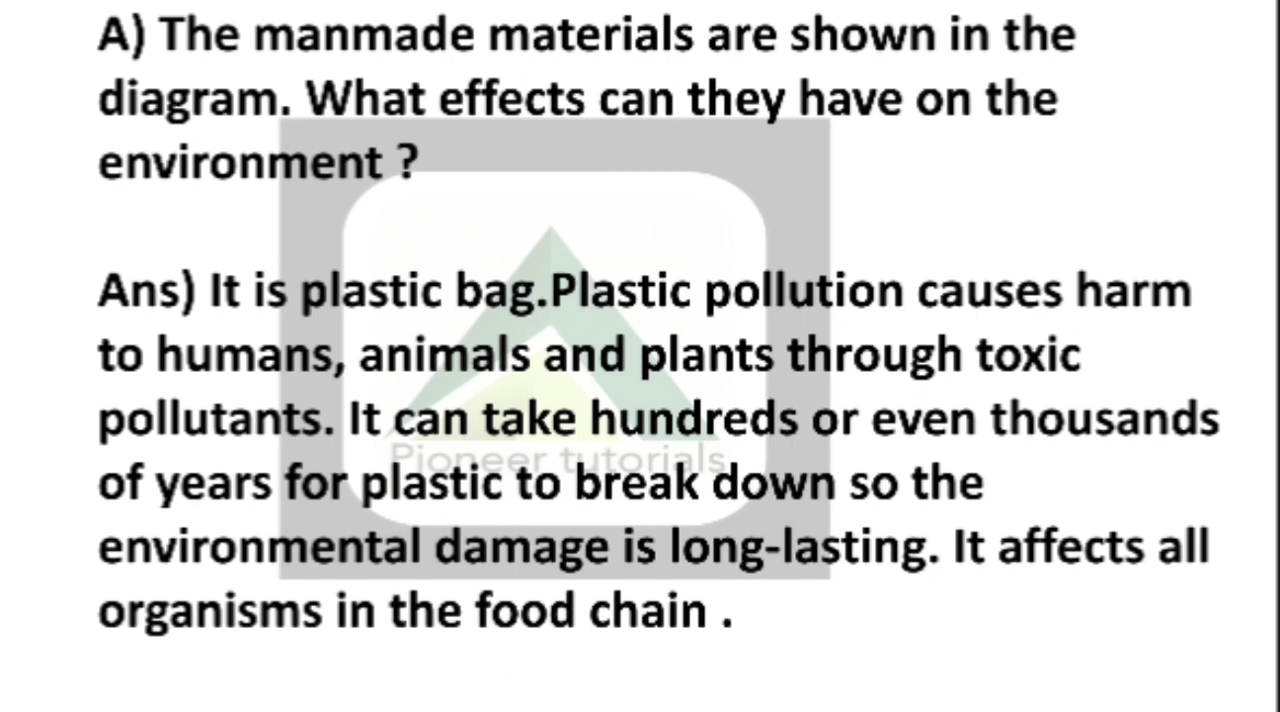 A) The manmade materials are shown in the
diagram. What effects can they have on the
environment ?
Ans) It is plastic bag.Plastic pollution causes harm
to humans, animals and plants through toxic
pollutants. It can take hundreds or even thousands
Pioneer tutorials
of years for plastic to break down so the
environmental damage is long-lasting. It affects all
organisms in the food chain .